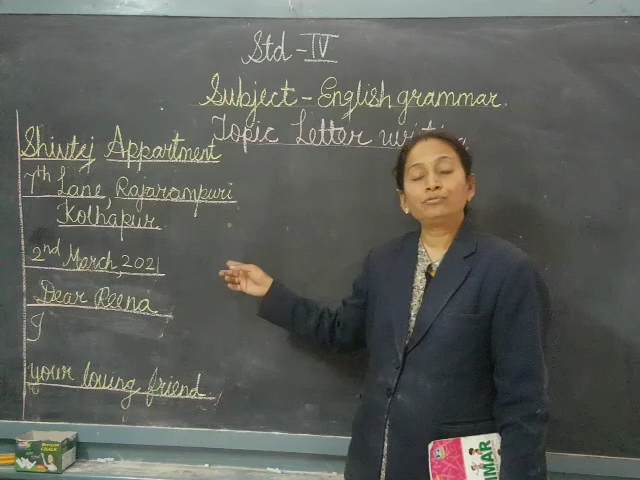 Std - IV
Subject - English grammar.
Topic Letter writing
Shivtej Appartment
7th Lane, Rajarampuri
Kolhapur.
2nd March, 2021
Dear Reena
I
your loving friend
MMAR